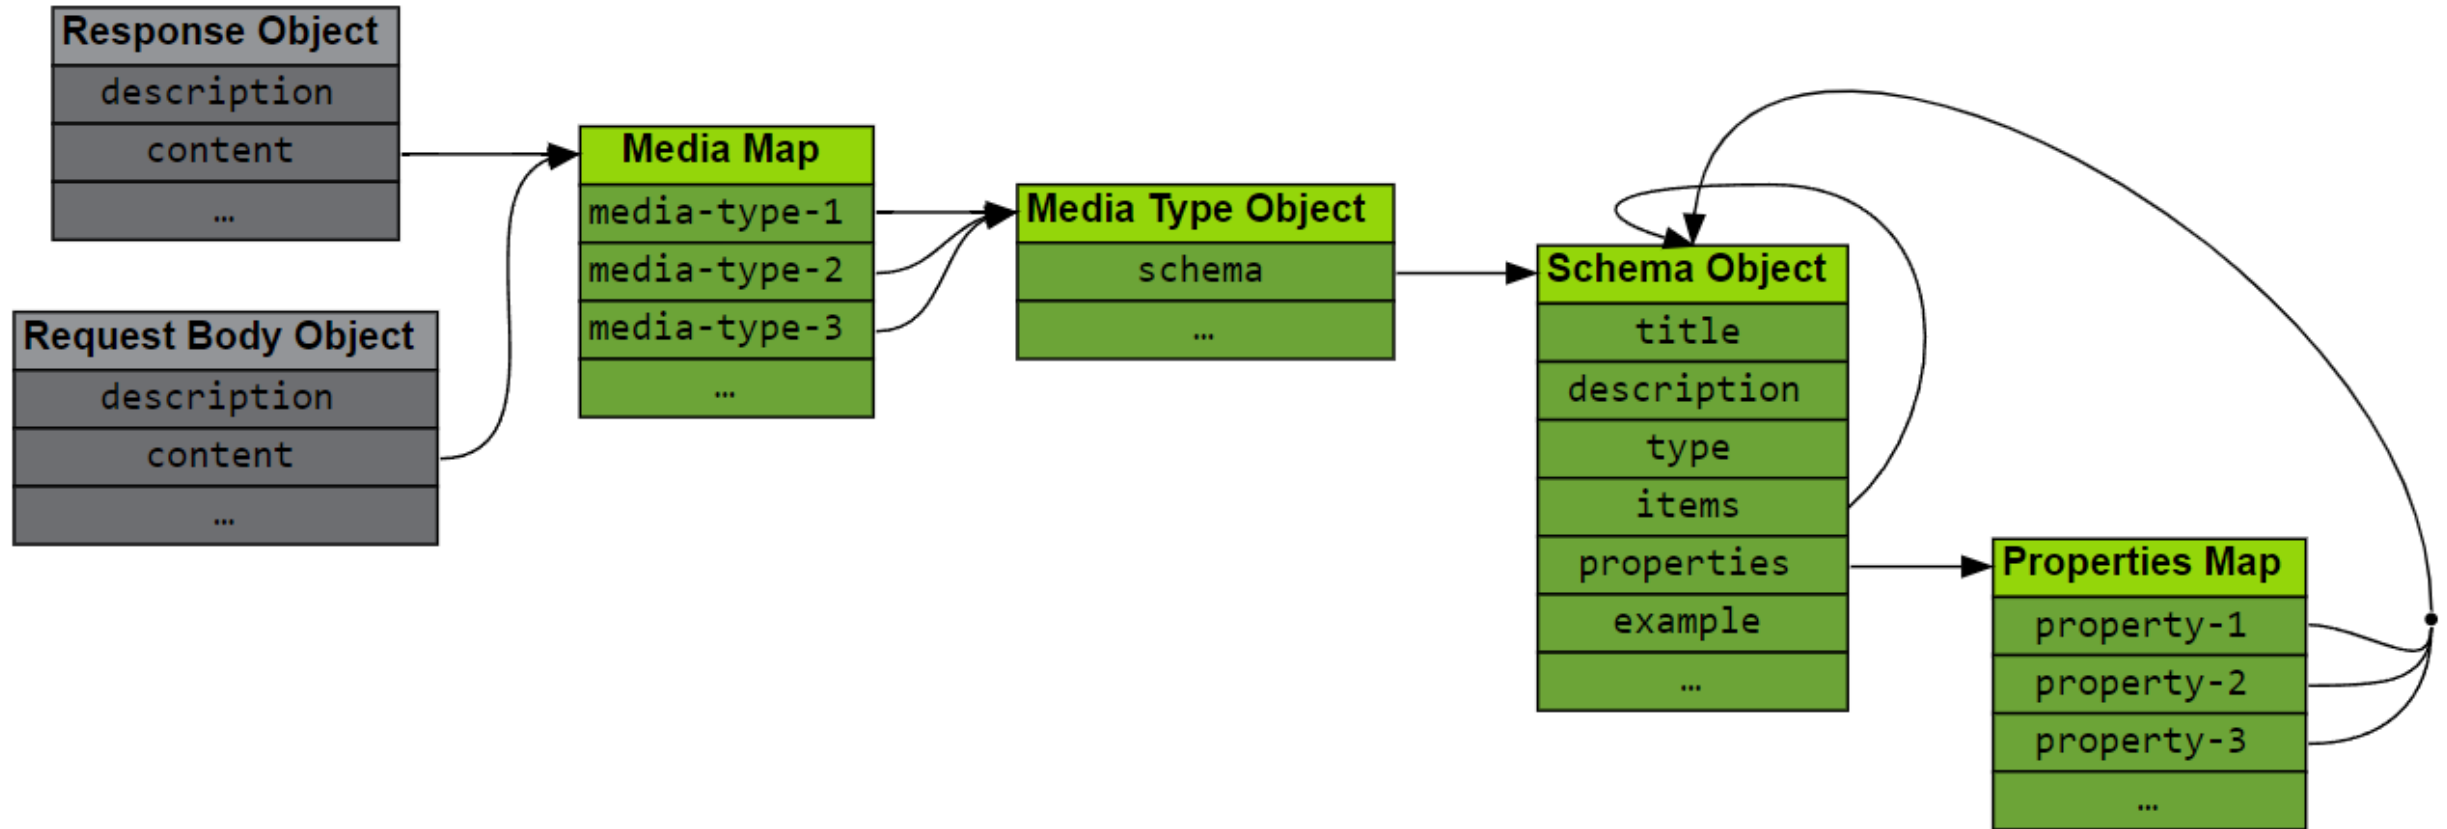 Response Object
description
content
…
Request Body Object
description
content
…
Media Map
media-type-1
media-type-2
media-type-3
…
Media Type Object
schema
…
Schema Object
title
description
type
items
properties
example
…
Properties Map
property-1
property-2
property-3
…